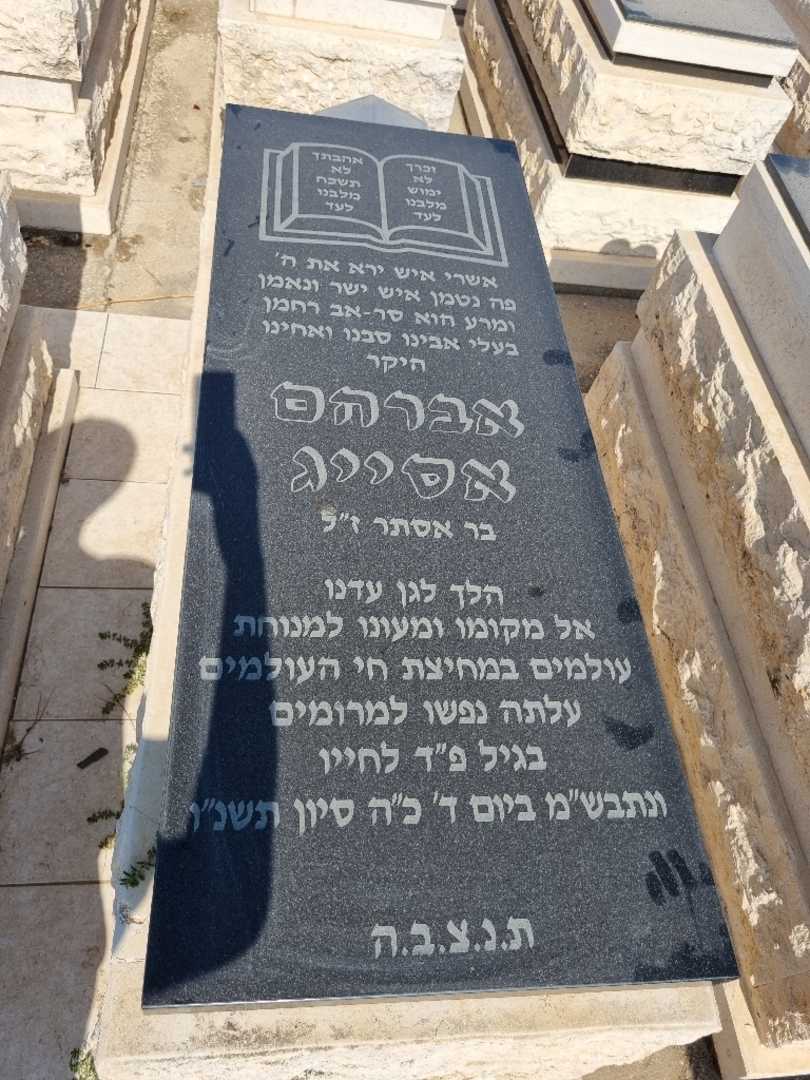 זכרך
לא
ימוש
מלבנו
לעד
אהבתך
לא
תשכח
מלבנו
לעד
אשרי איש ירא את ה'
פה נטמן איש ישר ונאמן
ומרע הוא סר-אב רחמן
בעלי אבינו סבנו ואחינו
היקר
אברהם
אסייג
בר אסתר ז"ל
הלך לגן עדנו
אל מקומו ומעונו למנוחת
עולמים במחיצת חי העולמים
עלתה נפשו למרומים
בגיל פ"ד לחייו
ונתבש"מ ביום ד' כ"ה סיון תשנ"ו
ת.נ.צ.ב.ה